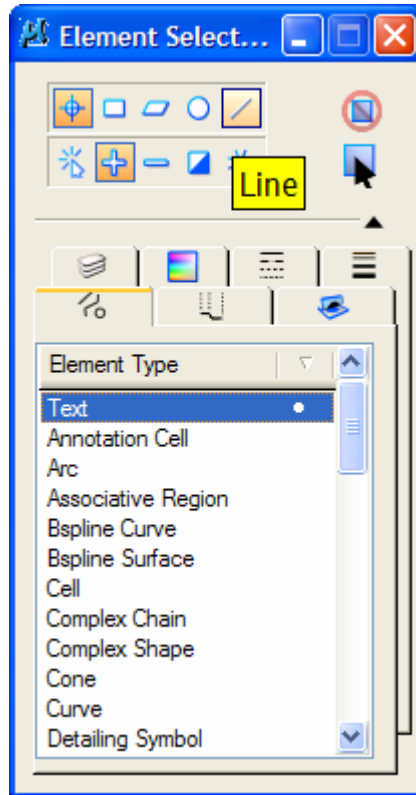 Element Select...
Line
Element Type
Text
Annotation Cell
Arc
Associative Region
Bspline Curve
Bspline Surface
Cell
Complex Chain
Complex Shape
Cone
Curve
Detailing Symbol